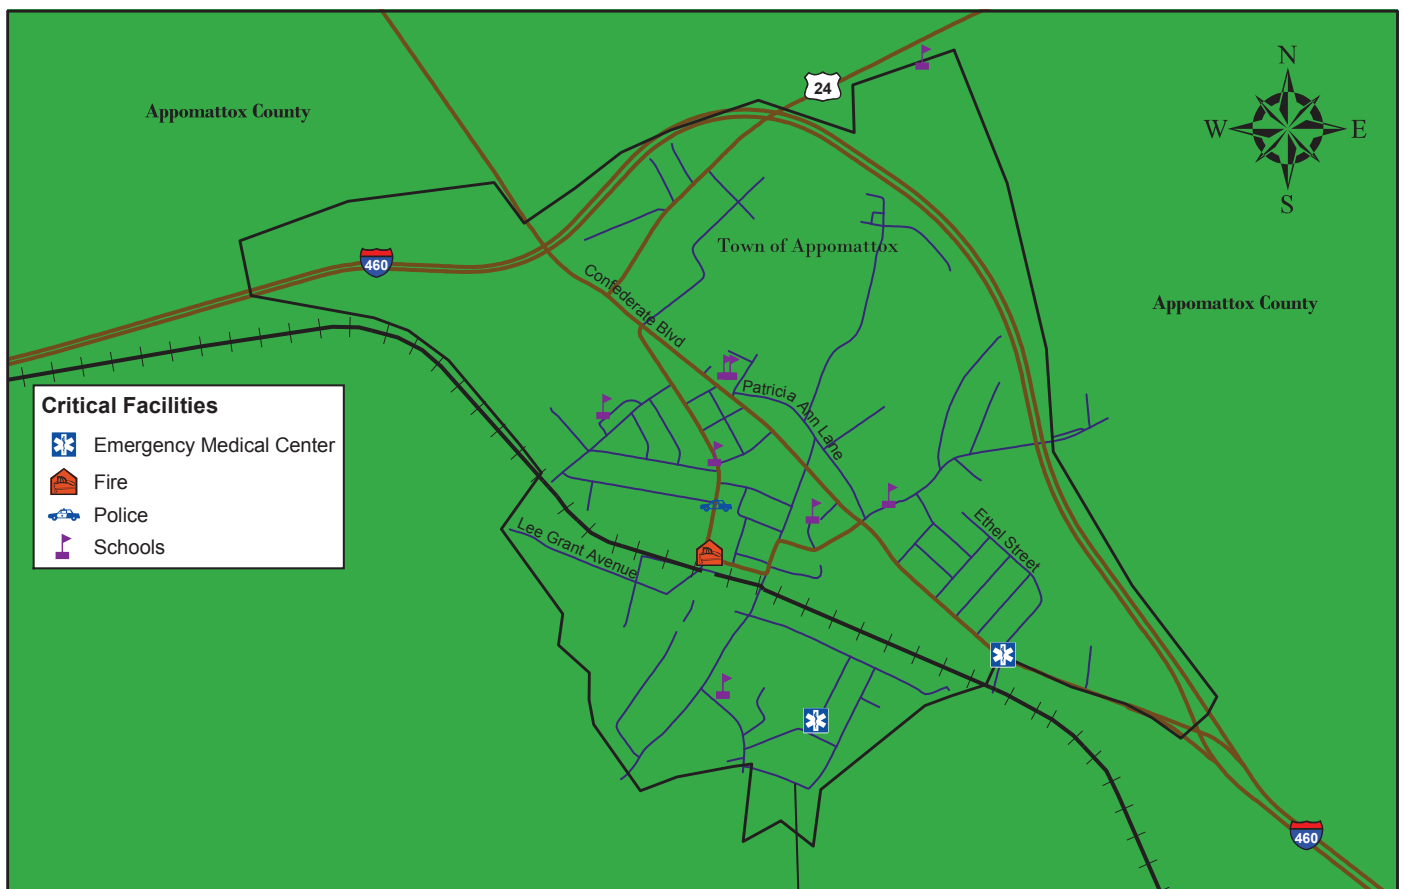 N
W E
S
24
Appomattox County
Town of Appomattox
460
Confederate Blvd
Appomattox County
Patricia Ann Lane
Critical Facilities
Emergency Medical Center
Fire
Police
Schools
Lee Grant Avenue
Ethel Street
460